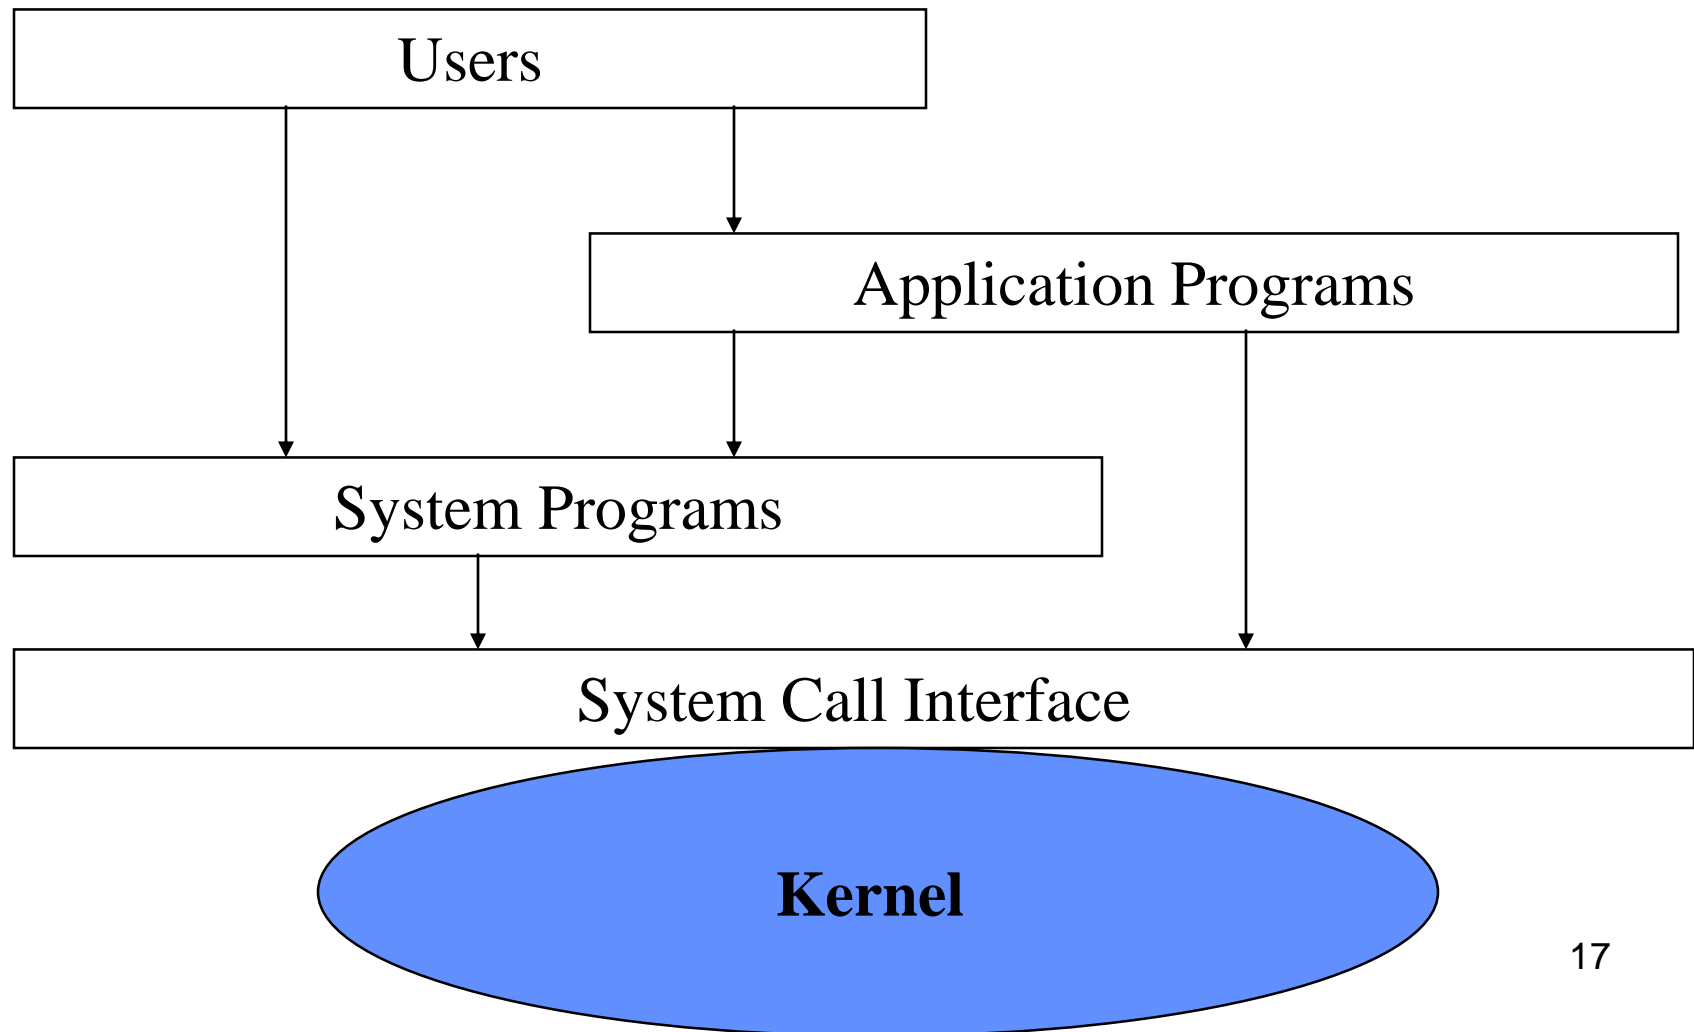 Users
Application Programs
System Programs
System Call Interface
Kernel
17